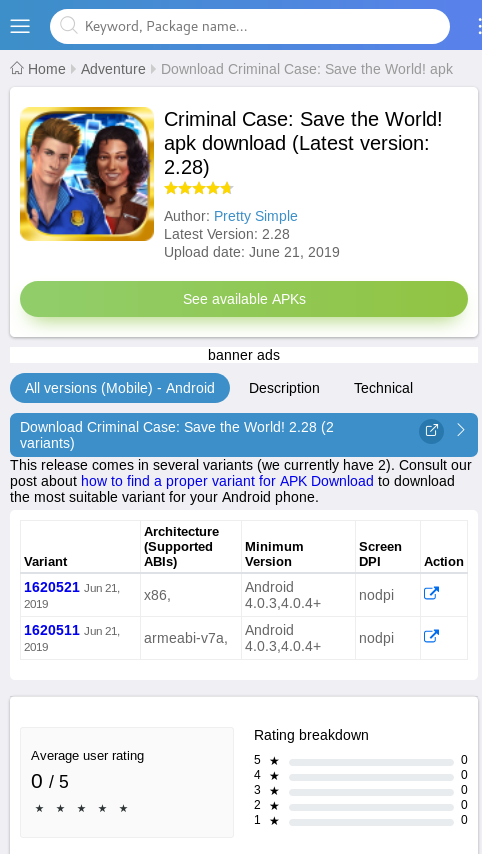 Keyword, Package name...
Home Adventure Download Criminal Case: Save the World! apk
Criminal Case: Save the World!
apk download (Latest version:
2.28)
Author: Pretty Simple
Latest Version: 2.28
Upload date: June 21, 2019
See available APKs
banner ads
All versions (Mobile) - Android Description Technical
Download Criminal Case: Save the World! 2.28 (2
variants)
This release comes in several variants (we currently have 2). Consult our
post about how to find a proper variant for APK Download to download
the most suitable variant for your Android phone.
Variant Architecture (Supported ABIs) Minimum Version Screen DPI Action
1620521 Jun 21, 2019 x86, Android 4.0.3,4.0.4+ nodpi
1620511 Jun 21, 2019 armeabi-v7a, Android 4.0.3,4.0.4+ nodpi
Average user rating
0 / 5
★ ★ ★ ★ ★
Rating breakdown
5 ★ 0
4 ★ 0
3 ★ 0
2 ★ 0
1 ★ 0